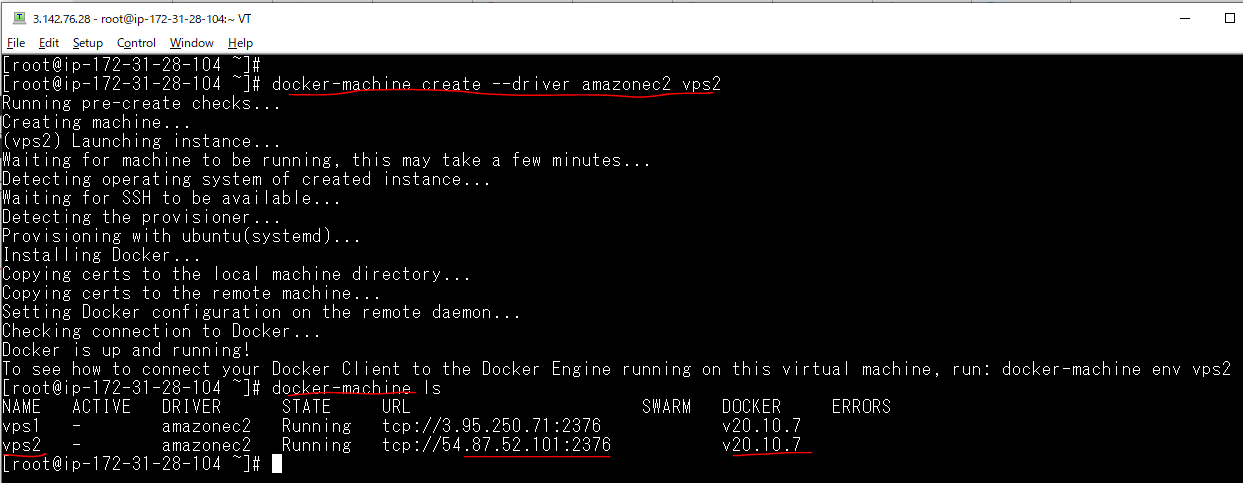 3.142.76.28 - root@ip-172-31-28-104:~ VT
File Edit Setup Control Window Help
[root@ip-172-31-28-104 ~]#
[root@ip-172-31-28-104 ~]# docker-machine create --driver amazonec2 vps2
Running pre-create checks...
Creating machine...
(vps2) Launching instance...
Waiting for machine to be running, this may take a few minutes...
Detecting operating system of created instance...
Waiting for SSH to be available...
Detecting the provisioner...
Provisioning with ubuntu(systemd)...
Installing Docker...
Copying certs to the local machine directory...
Copying certs to the remote machine...
Setting Docker configuration on the remote daemon...
Checking connection to Docker...
Docker is up and running!
To see how to connect your Docker Client to the Docker Engine running on this virtual machine, run: docker-machine env vps2
[root@ip-172-31-28-104 ~]# docker-machine ls
NAME ACTIVE DRIVER STATE URL SWARM DOCKER ERRORS
vps1 - amazonec2 Running tcp://3.95.250.71:2376 v20.10.7
vps2 - amazonec2 Running tcp://54.87.52.101:2376 v20.10.7
[root@ip-172-31-28-104 ~]#